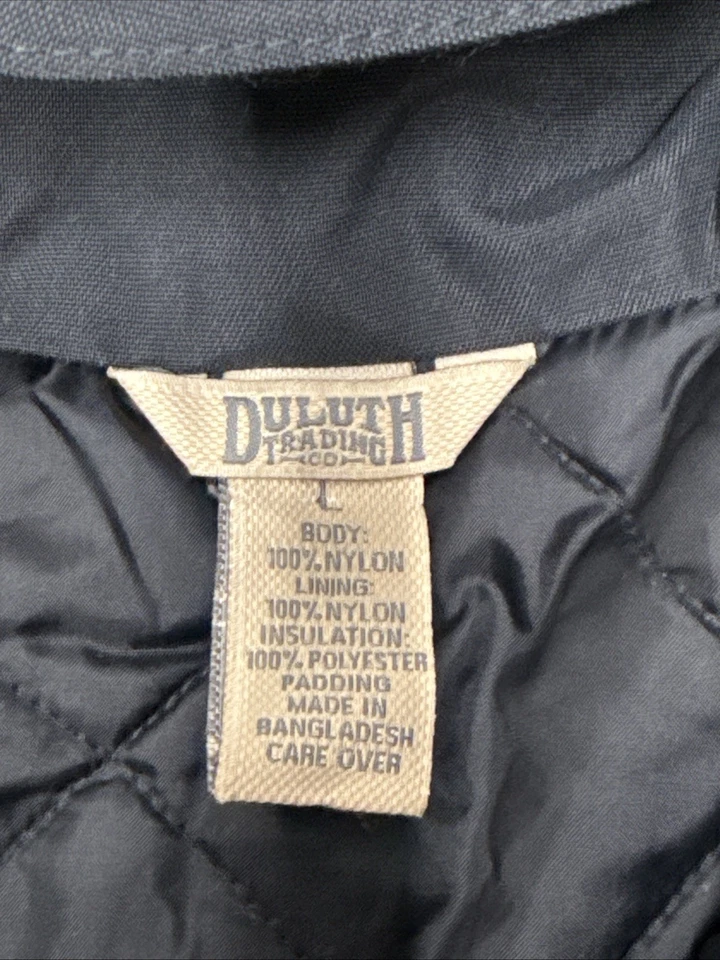 DULUTH
TRADING
CO
L
BODY:
100% NYLON
LINING:
100% NYLON
INSULATION:
100% POLYESTER
PADDING
MADE IN
BANGLADESH
CARE OVER